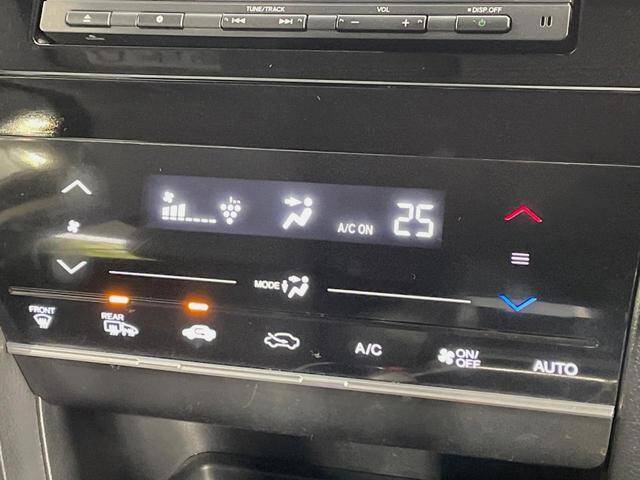 TUNE/TRACK
VOL
DISP.OFF
− +
A/C ON 25
MODE
FRONT
REAR
A/C
ON/
OFF
AUTO